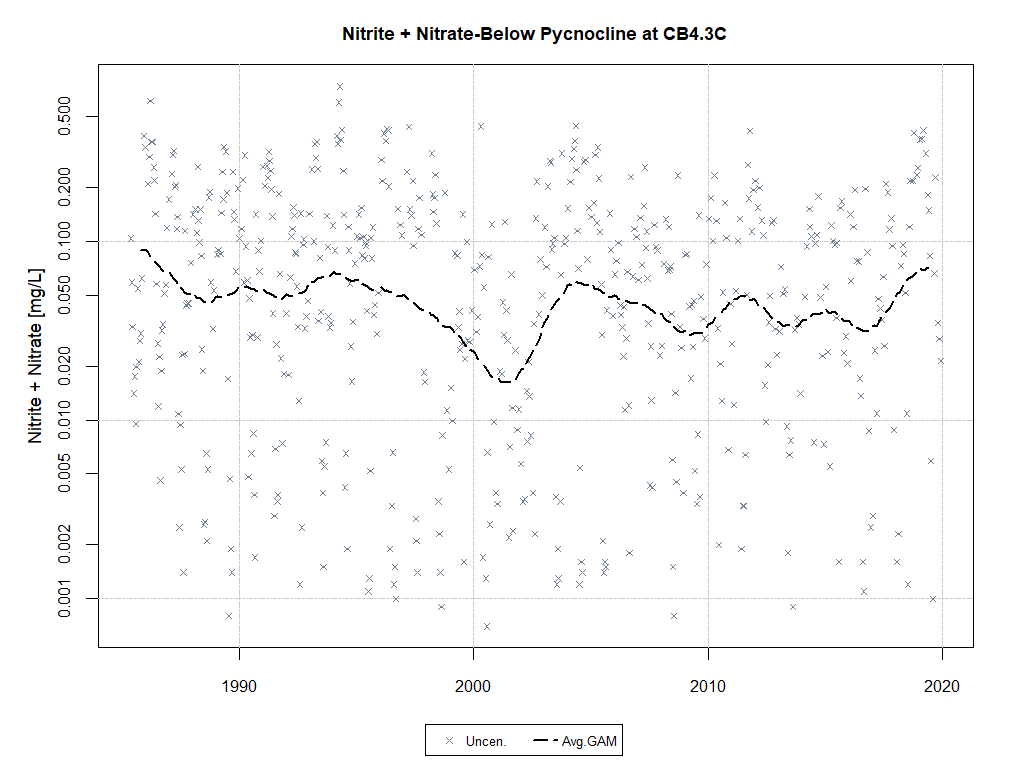 Nitrite + Nitrate-Below Pycnocline at CB4.3C
Nitrite + Nitrate [mg/L]
0.500
0.200
0.100
0.050
0.020
0.010
0.005
0.002
0.001
1990 2000 2010 2020
Uncen. Avg.GAM